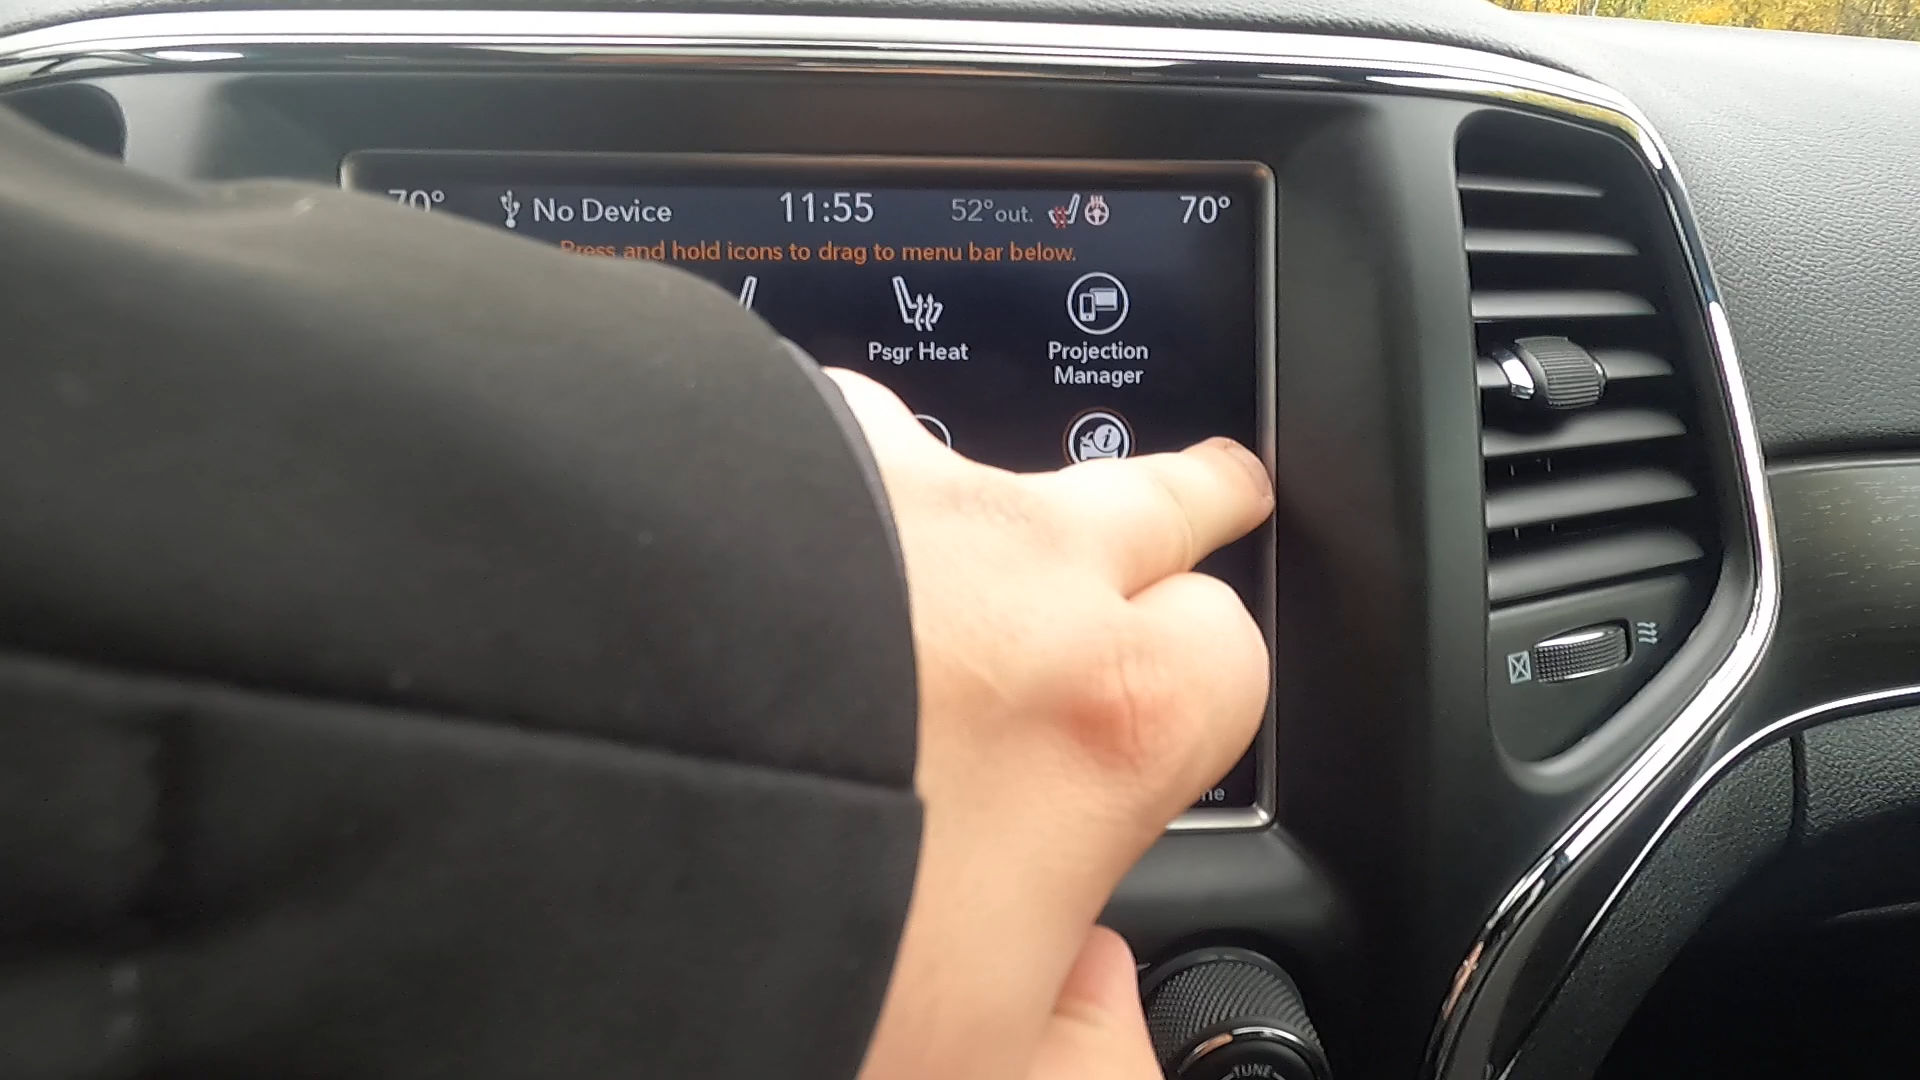 70° No Device 11:55 52° out. 70°
Press and hold icons to drag to menu bar below.
Psgr Heat
Projection
Manager
TUNE